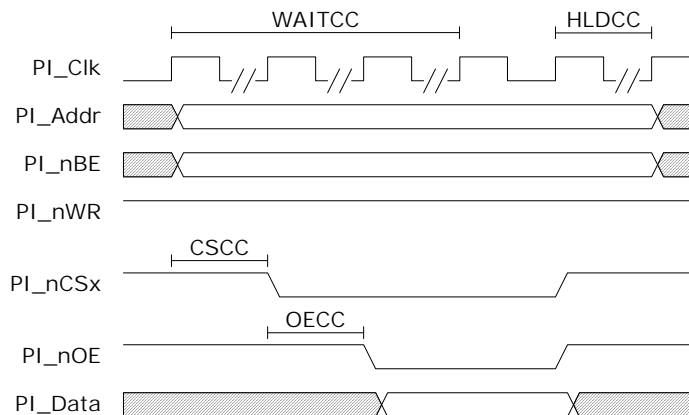 WAITCC HLDCC
PI_Clk
PI_Addr
PI_nBE
PI_nWR
CSCC
PI_nCSx
OECC
PI_nOE
PI_Data